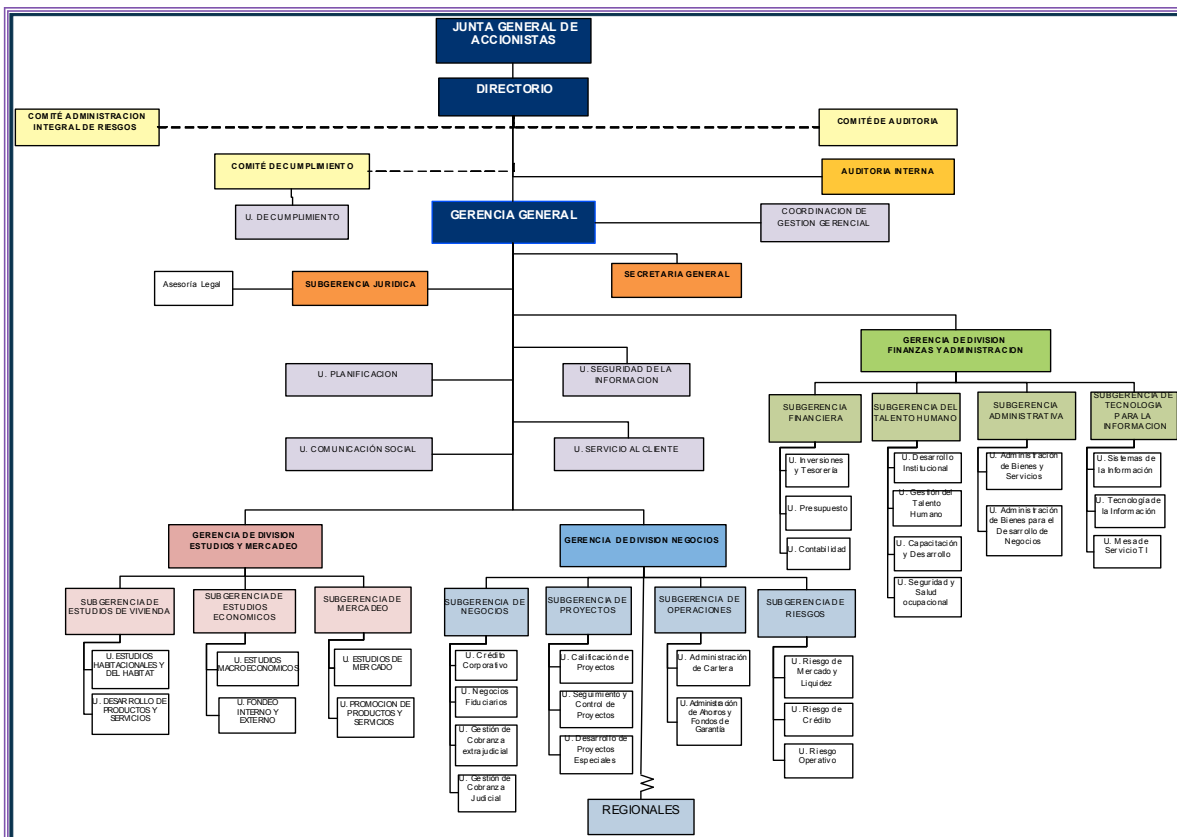 JUNTA GENERAL DE
ACCIONISTAS
DIRECTORIO
COMITÉ ADMINISTRACION
INTEGRAL DE RIESGOS
COMITÉ DE AUDITORIA
COMITÉ DE CUMPLIMIENTO
AUDITORIA INTERNA
U. DE CUMPLIMIENTO
GERENCIA GENERAL
COORDINACION DE
GESTION GERENCIAL
SECRETARIA GENERAL
Asesoría Legal
SUBGERENCIA JURIDICA
GERENCIA DE DIVISION
FINANZAS Y ADMINISTRACION
U. PLANIFICACION
U. SEGURIDAD DE LA
INFORMACION
SUBGERENCIA
FINANCIERA
SUBGERENCIA DEL
TALENTO HUMANO
SUBGERENCIA
ADMINISTRATIVA
SUBGERENCIA DE
TECNOLOGIA
PARA LA
INFORMACION
U. COMUNICACIÓN SOCIAL
U. SERVICIO AL CLIENTE
U. Inversiones
y Tesorería
U. Presupuesto
U. Contabilidad
U. Desarrollo
Institucional
U. Gestión del
Talento
Humano
U. Capacitación
y Desarrollo
U. Seguridad y
Salud
ocupacional
U. Administración
de Bienes y
Servicios
U. Administración
de Bienes para el
Desarrollo de
Negocios
U. Sistemas de
la Información
U. Tecnología de
la Información
U. Mesa de
Servicio T I
GERENCIA DE DIVISION
ESTUDIOS Y MERCADEO
GERENCIA DE DIVISION NEGOCIOS
SUBGERENCIA DE
ESTUDIOS DE VIVIENDA
SUBGERENCIA DE
ESTUDIOS
ECONOMICOS
SUBGERENCIA DE
MERCADEO
SUBGERENCIA DE
NEGOCIOS
SUBGERENCIA DE
PROYECTOS
SUBGERENCIA DE
OPERACIONES
SUBGERENCIA DE
RIESGOS
U. ESTUDIOS
HABITACIONALES Y
DEL HABITAT
U. DESARROLLO DE
PRODUCTOS Y
SERVICIOS
U. ESTUDIOS
MACROECONOMICOS
U. FONDEO
INTERNO Y
EXTERNO
U. ESTUDIOS DE
MERCADO
U. PROMOCION DE
PRODUCTOS Y
SERVICIOS
U. Crédito
Corporativo
U. Negocios
Fiduciarios
U. Gestión de
Cobranza
extrajudicial
U. Gestión de
Cobranza
Judicial
U. Calificación de
Proyectos
U. Seguimiento y
Control de
Proyectos
U. Desarrollo de
Proyectos
Especiales
U. Administración
de Cartera
U. Administración
de Ahorros y
Fondos de
Garantía
U. Riesgo de
Mercado y
Liquidez
U. Riesgo de
Crédito
U. Riesgo
Operativo
REGIONALES